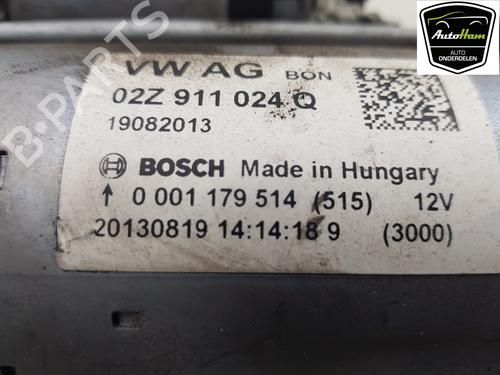 AutoHam
AUTO
ONDERDELEN
VW AG BÖN
02Z 911 024 Q
19082013
BOSCH Made in Hungary
↑ 0 001 179 514 (515) 12V
20130819 14:14:18 9 (3000)
B-PARTS